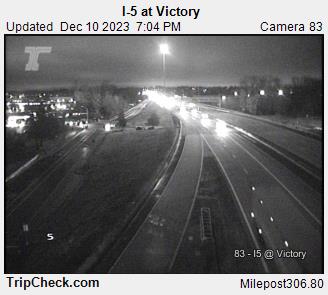 I-5 at Victory
Updated Dec 10 2023 7:04 PM Camera 83
T
S
83 - I5 @ Victory
TripCheck.com Milepost306.80